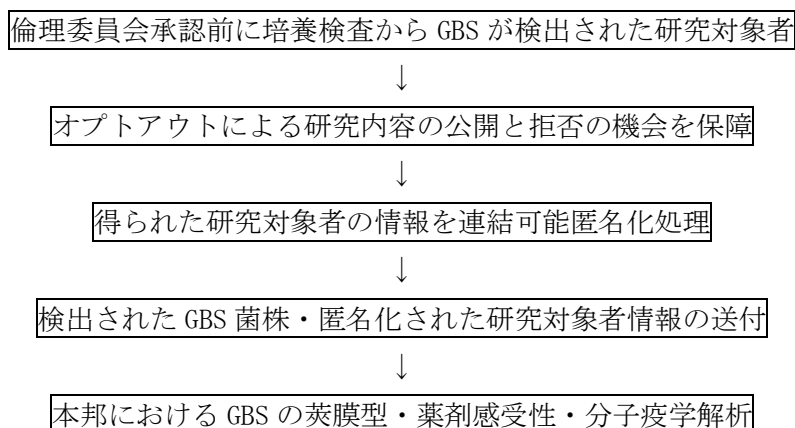 倫理委員会承認前に培養検査から GBS が検出された研究対象者
↓
オプトアウトによる研究内容の公開と拒否の機会を保障
↓
得られた研究対象者の情報を連結可能匿名化処理
↓
検出された GBS 菌株・匿名化された研究対象者情報の送付
↓
本邦における GBS の莢膜型・薬剤感受性・分子疫学解析